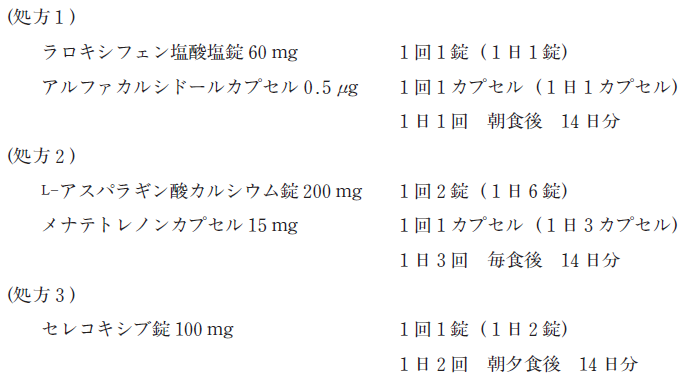 (処方1)
ラロキシフェン塩酸塩錠 60 mg 1回1錠(1日1錠)
アルファカルシドールカプセル 0.5 μg 1回1カプセル(1日1カプセル)
1日1回 朝食後 14日分
(処方2)
L-アスパラギン酸カルシウム錠 200 mg 1回2錠(1日6錠)
メナテトレノンカプセル 15 mg 1回1カプセル(1日3カプセル)
1日3回 毎食後 14日分
(処方3)
セレコキシブ錠 100 mg 1回1錠(1日2錠)
1日2回 朝夕食後 14日分